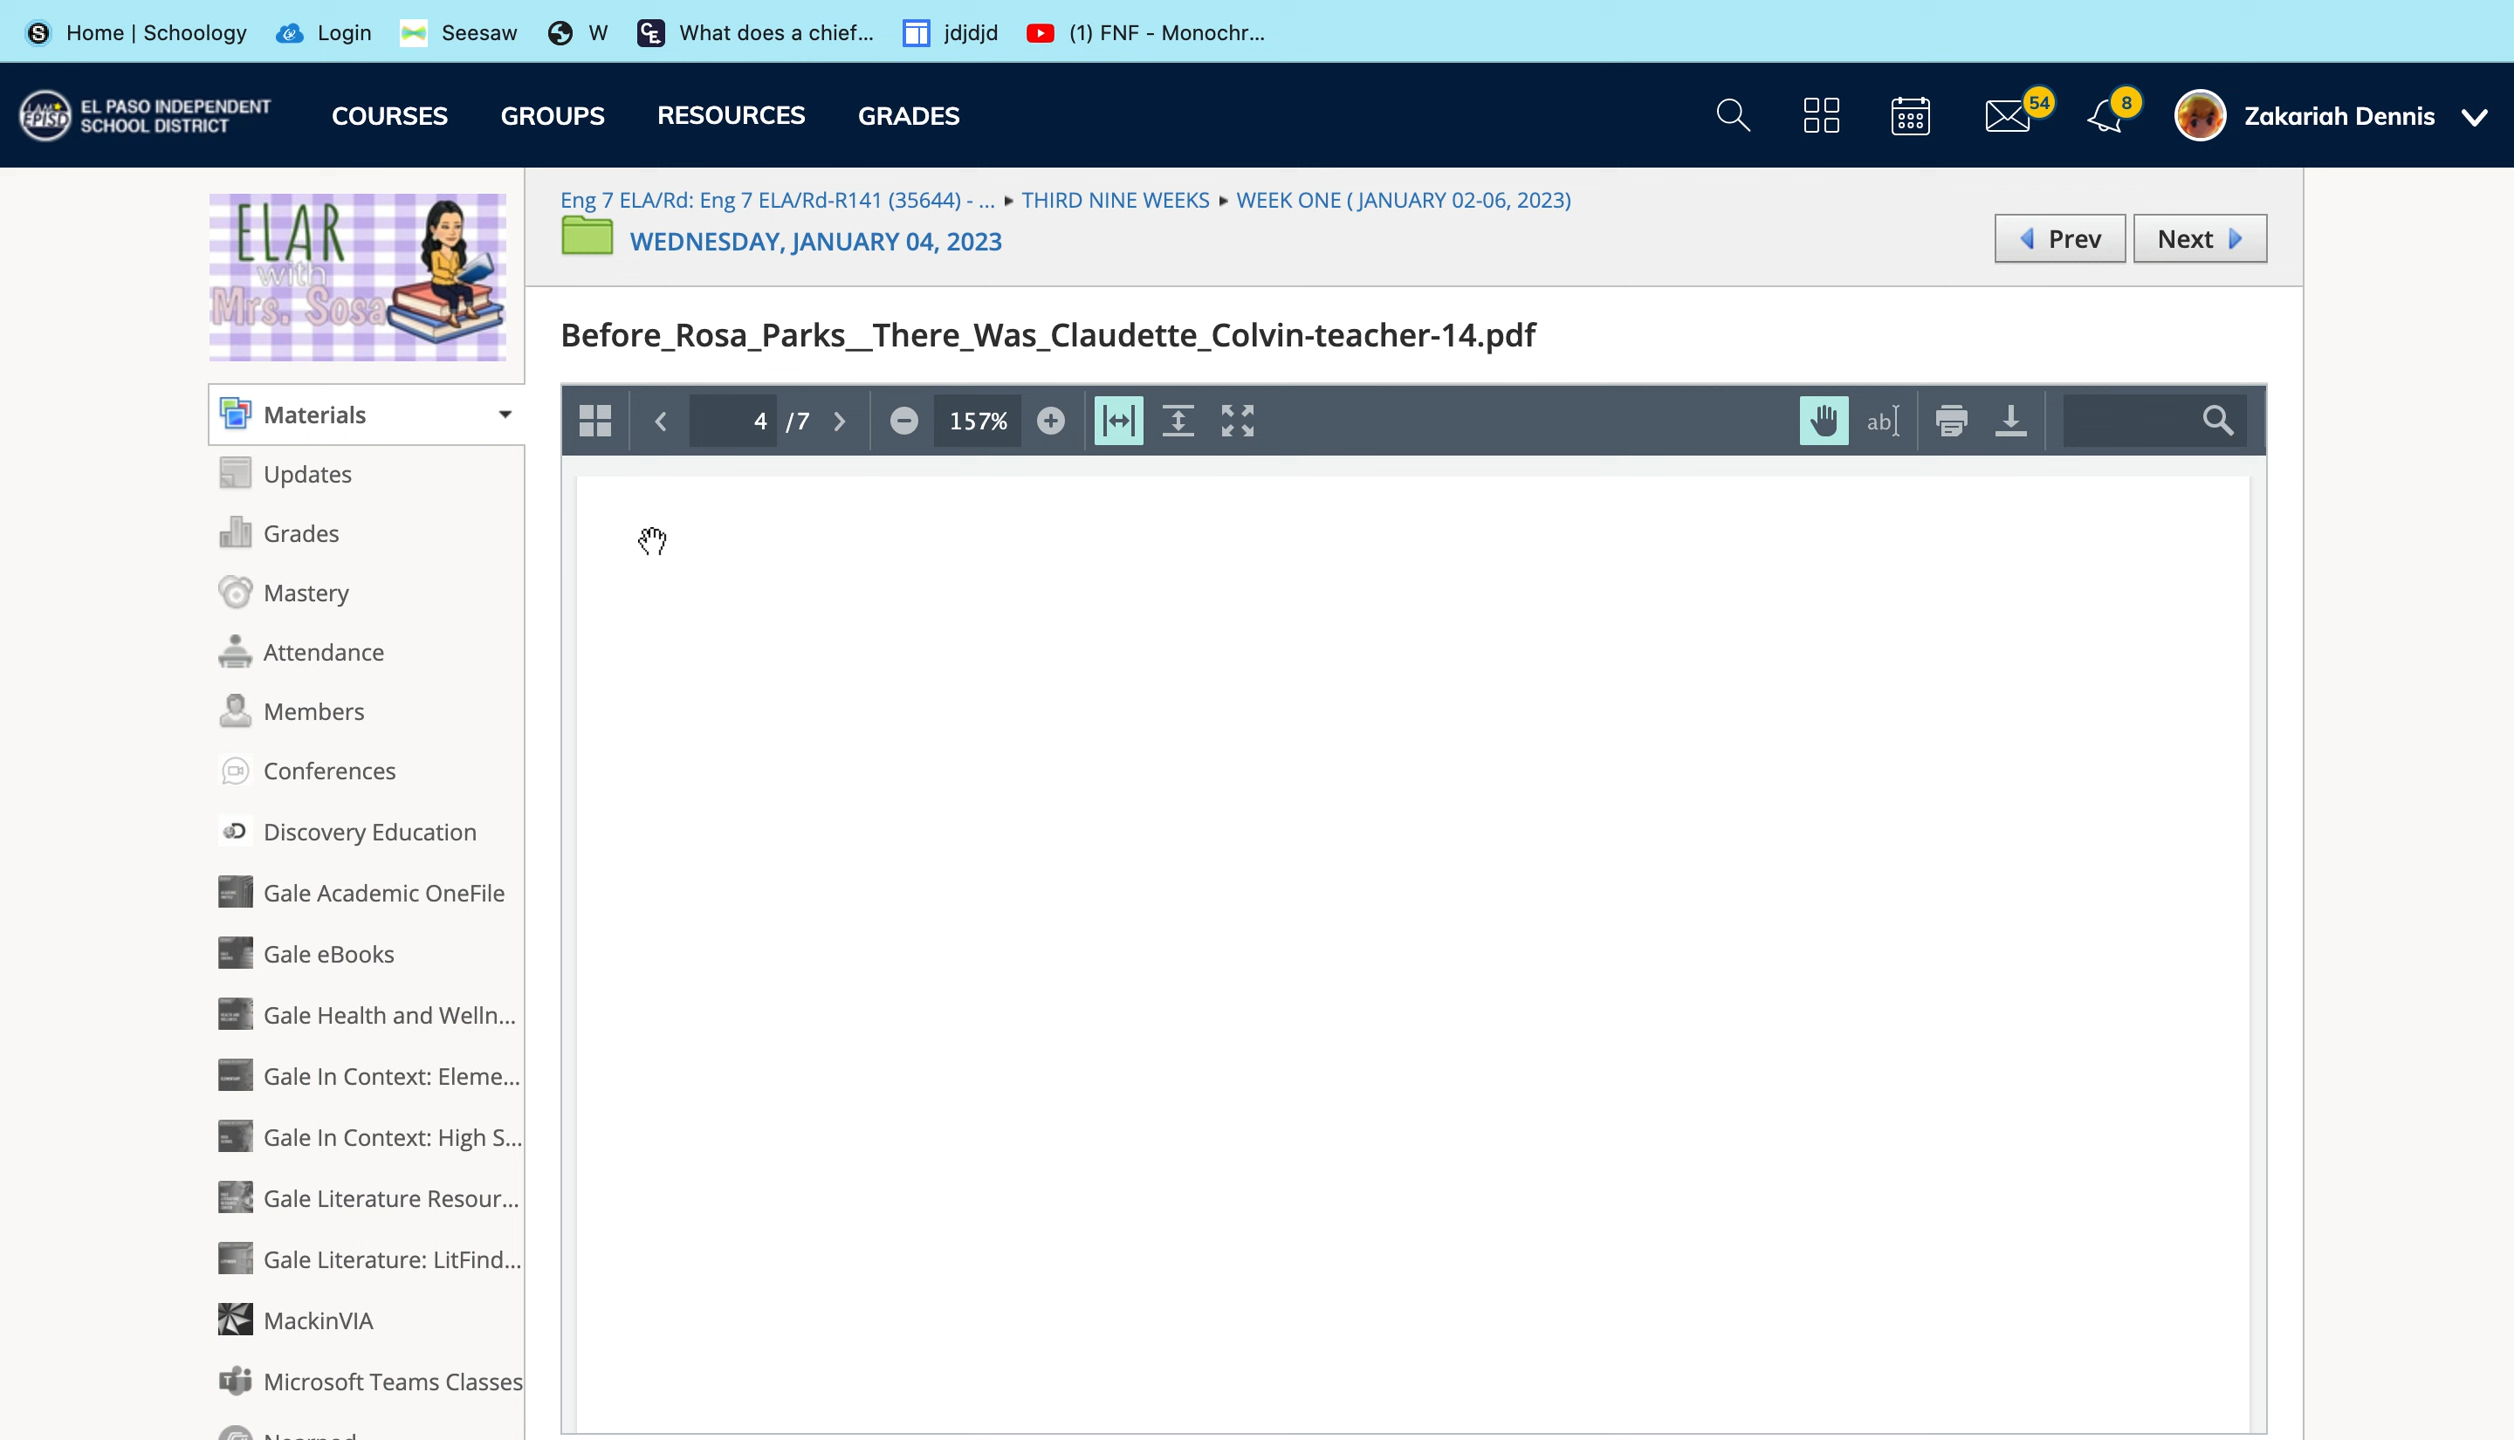 Home | Schoology Login Seesaw W What does a chief... jdjdjd (1) FNF - Monochr...
EL PASO INDEPENDENT
SCHOOL DISTRICT
COURSES GROUPS RESOURCES GRADES 54 8 Zakariah Dennis
ELAR
with
Mrs. Sosa
Eng 7 ELA/Rd: Eng 7 ELA/Rd-R141 (35644) - ... THIRD NINE WEEKS WEEK ONE ( JANUARY 02-06, 2023)
WEDNESDAY, JANUARY 04, 2023
Prev Next
Before_Rosa_Parks__There_Was_Claudette_Colvin-teacher-14.pdf
4 /7 157% ab
Materials
Updates
Grades
Mastery
Attendance
Members
Conferences
Discovery Education
Gale Academic OneFile
Gale eBooks
Gale Health and Welln...
Gale In Context: Eleme...
Gale In Context: High S...
Gale Literature Resour...
Gale Literature: LitFind...
MackinVIA
Microsoft Teams Classes